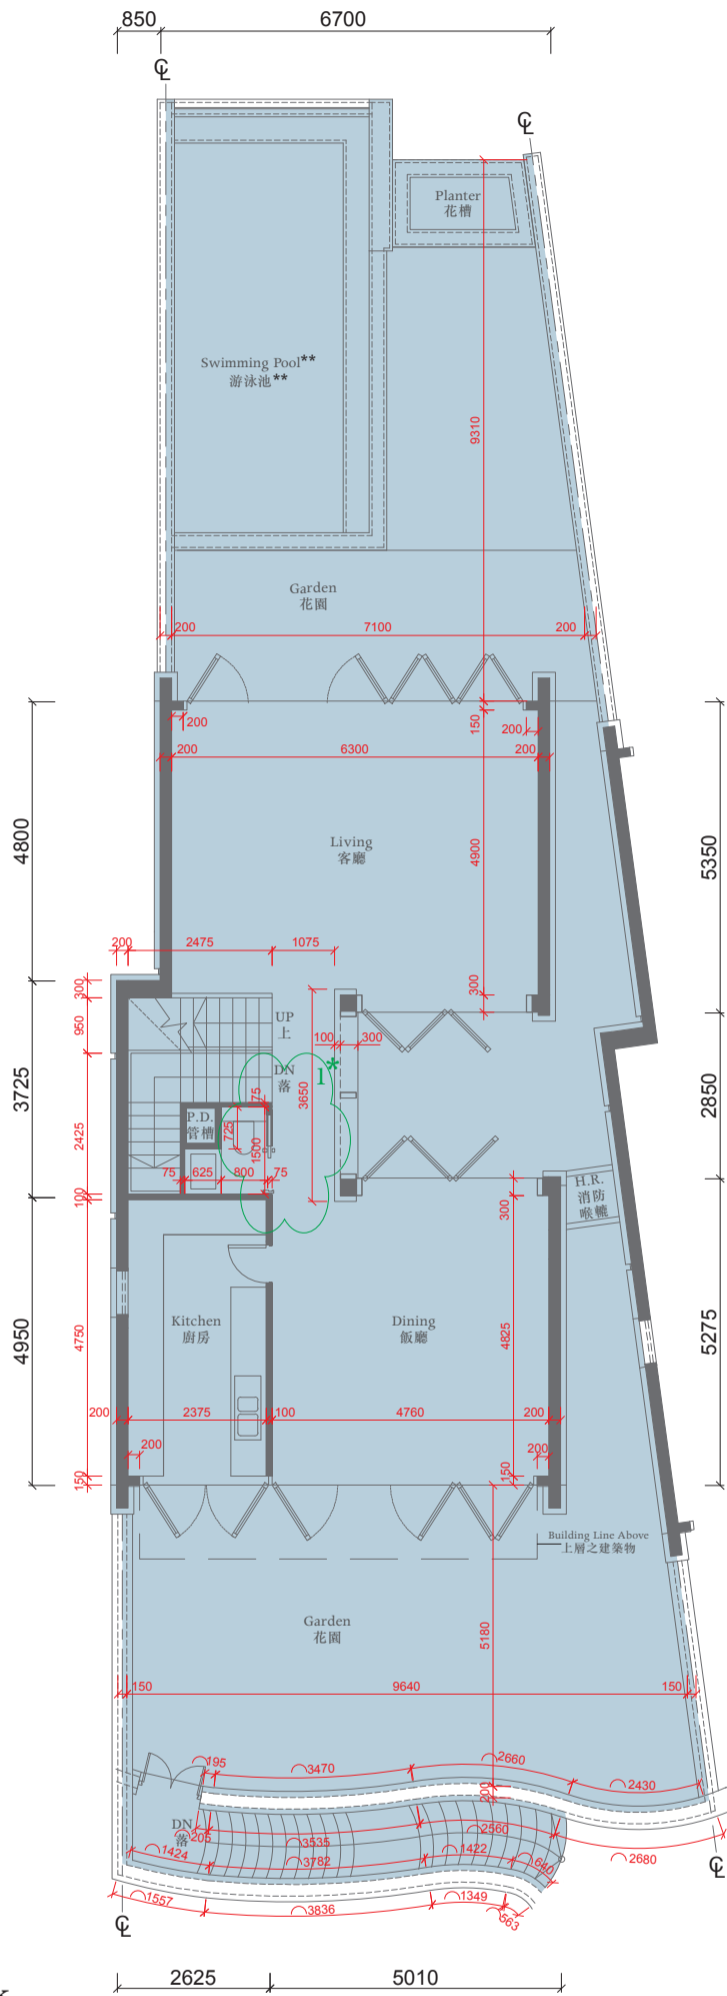 850 6700
℄
℄
Planter
花槽
Swimming Pool**
游泳池**
9310
Garden
花園
200 7100 200
200 150 200
200 6300 200
4800
Living
客廳
4900
5350
200 2475 1075
300
300
950
UP
上
100 300
DN
落
1*
3725
3650
2850
75
P.D.
管槽
725
1500
2425
75 625 800 75
100
H.R.
消防
喉轆
300
Kitchen
廚房
Dining
飯廳
4950
4750
4825
5275
200 2375 100 4760 200
200 200
150 150
Building Line Above
上層之建築物
Garden
花園
5180
150 9640 150
195 3470 2660 2430
200
DN
落
205 3535 2560
1424 3782 1422 640 2680
1557 3836 1349 563
℄
℄
2625 5010